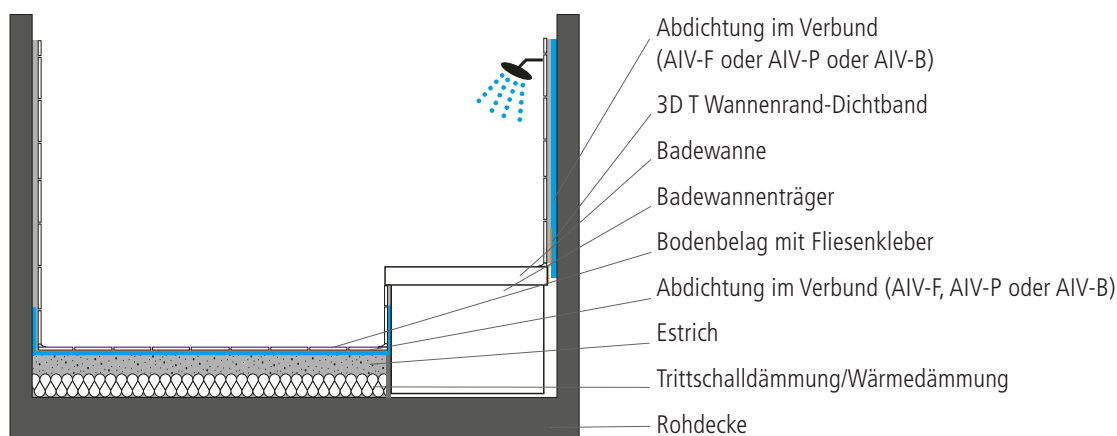 Abdichtung im Verbund
(AIV-F oder AIV-P oder AIV-B)
3D T Wannenrand-Dichtband
Badewanne
Badewannenträger
Bodenbelag mit Fliesenkleber
Abdichtung im Verbund (AIV-F, AIV-P oder AIV-B)
Estrich
Trittschalldämmung/Wärmedämmung
Rohdecke